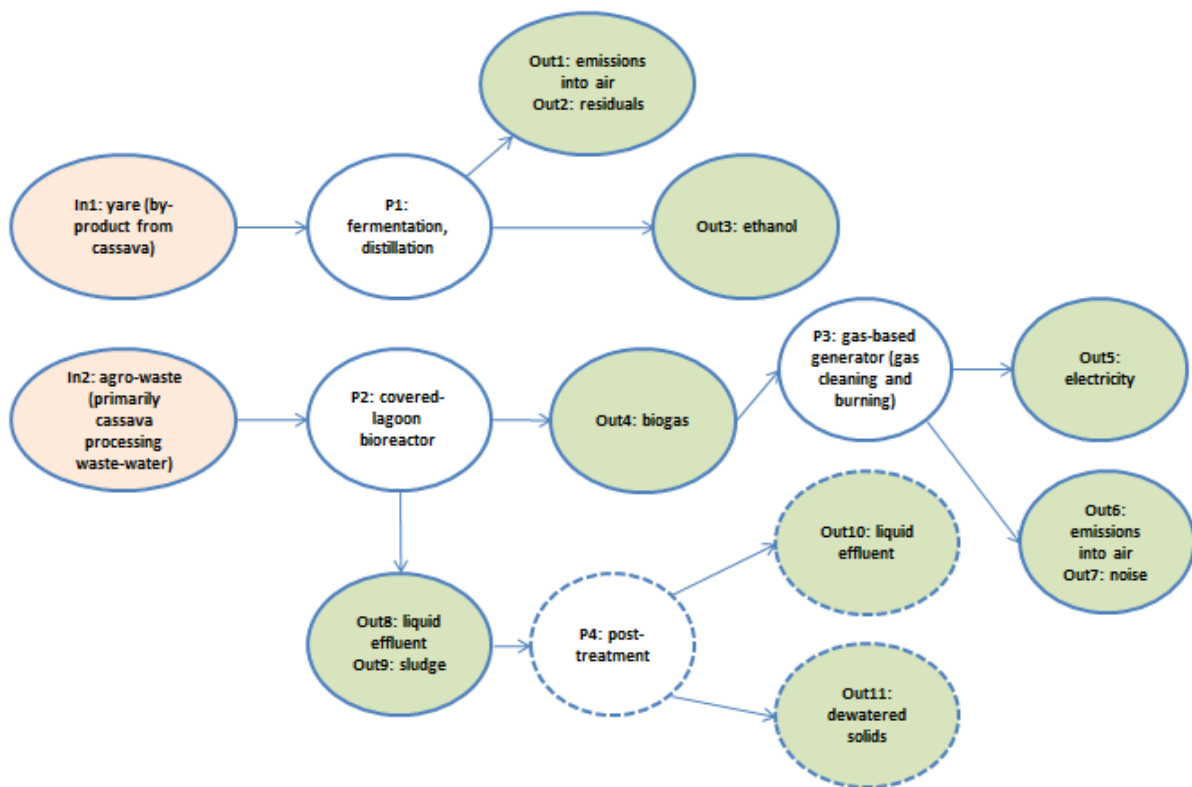 Out1: emissions
into air
Out2: residuals
In1: yare (by-
product from
cassava)
P1:
fermentation,
distillation
Out3: ethanol
In2: agro-waste
(primarily
cassava
processing
waste-water)
P2: covered-
lagoon
bioreactor
Out4: biogas
P3: gas-based
generator (gas
cleaning and
burning)
Out5:
electricity
Out6:
emissions
into air
Out7: noise
Out8: liquid
effluent
Out9: sludge
P4: post-
treatment
Out10: liquid
effluent
Out11:
dewatered
solids